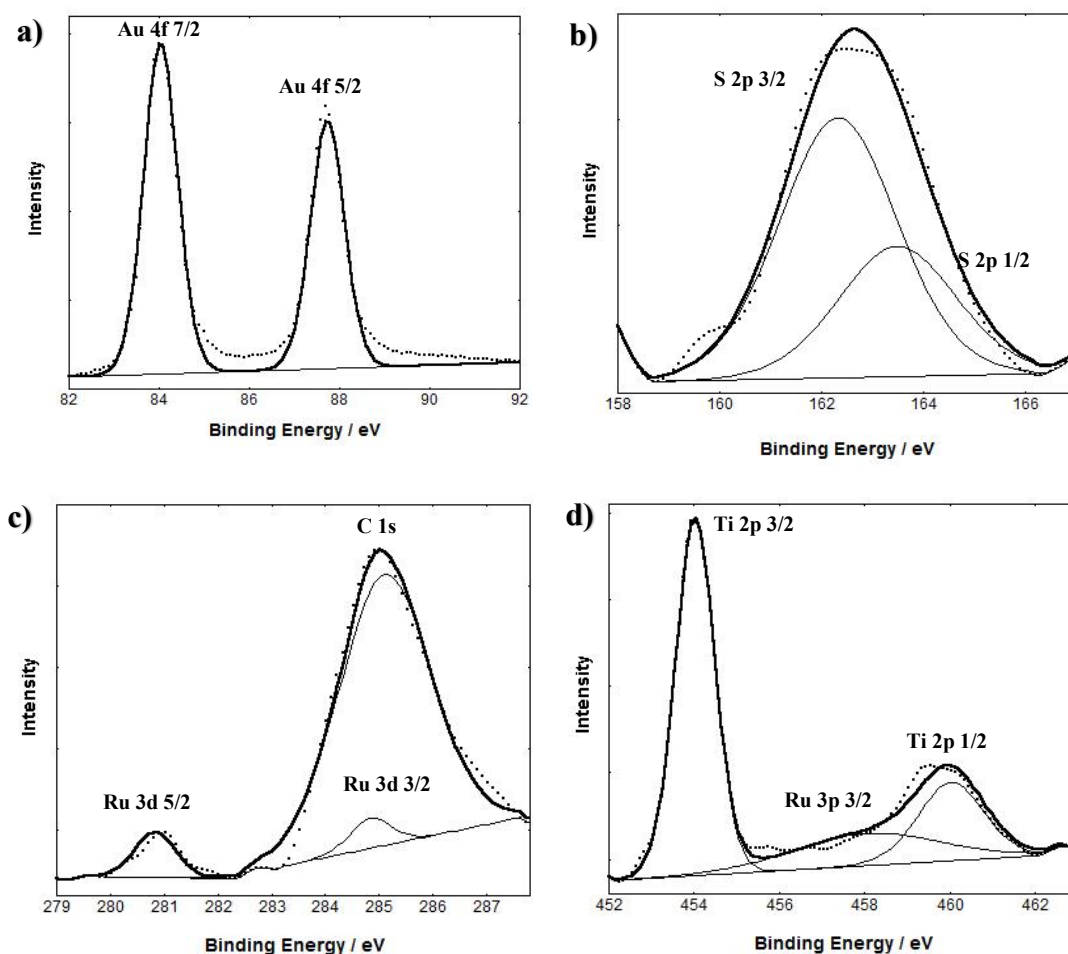 a)
Au 4f 7/2
Au 4f 5/2
Intensity
82 84 86 88 90 92
Binding Energy / eV
b)
S 2p 3/2
S 2p 1/2
Intensity
158 160 162 164 166
Binding Energy / eV
c)
C 1s
Ru 3d 5/2
Ru 3d 3/2
Intensity
279 280 281 282 283 284 285 286 287
Binding Energy / eV
d)
Ti 2p 3/2
Ti 2p 1/2
Ru 3p 3/2
Intensity
452 454 456 458 460 462
Binding Energy / eV